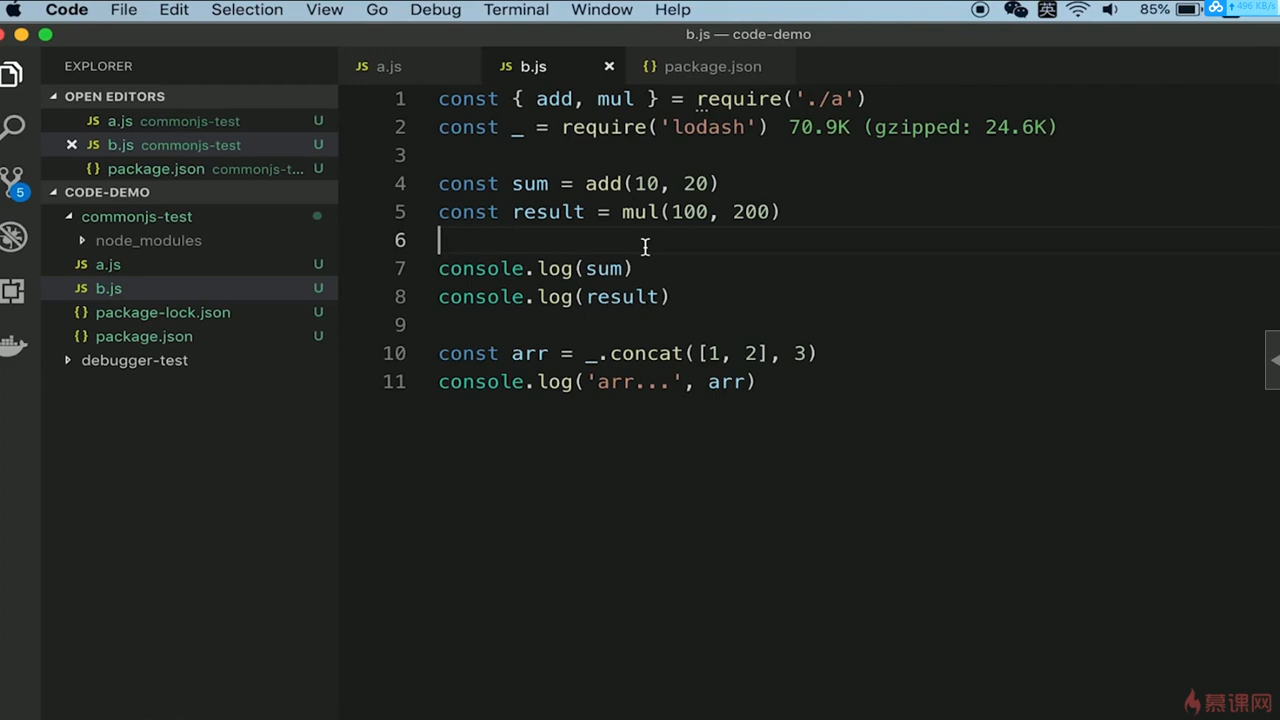 Code File Edit Selection View Go Debug Terminal Window Help 英 85% 496 KB/s
b.js — code-demo
EXPLORER
JS a.js
JS b.js ×
{} package.json
OPEN EDITORS
JS a.js commonjs-test U
× JS b.js commonjs-test U
{} package.json commonjs-t... U
5
CODE-DEMO
commonjs-test
node_modules
JS a.js U
JS b.js U
{} package-lock.json U
{} package.json U
debugger-test
1 const { add, mul } = require('./a')
2 const _ = require('lodash') 70.9K (gzipped: 24.6K)
3
4 const sum = add(10, 20)
5 const result = mul(100, 200)
6
7 console.log(sum)
8 console.log(result)
9
10 const arr = _.concat([1, 2], 3)
11 console.log('arr...', arr)
慕课网